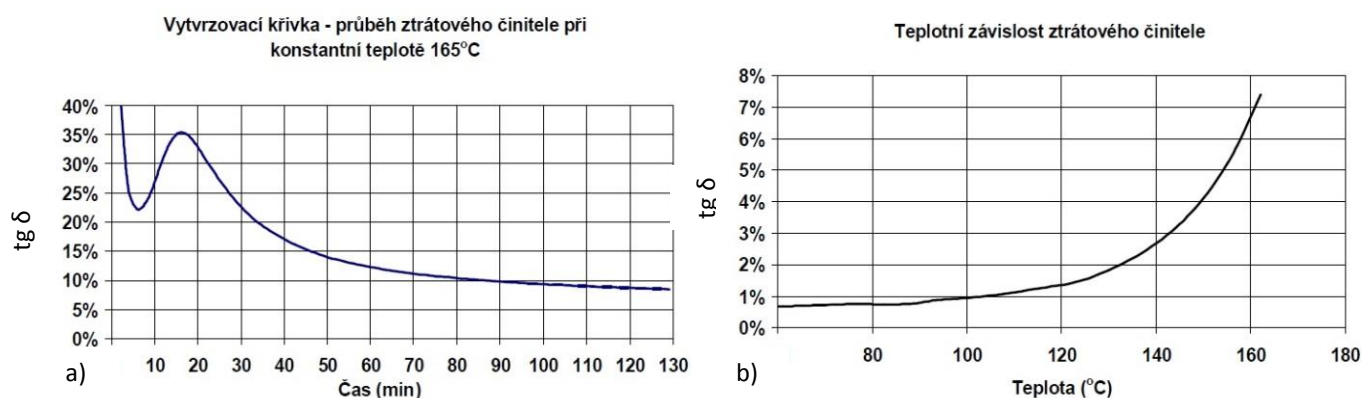 Vytvrzovací křivka - průběh ztrátového činitele při
konstantní teplotě 165°C
40%
35%
30%
25%
20%
15%
10%
5%
0%
tg δ
10 20 30 40 50 60 70 80 90 100 110 120 130
Čas (min)
a)
Teplotní závislost ztrátového činitele
8%
7%
6%
5%
4%
3%
2%
1%
0%
tg δ
80 100 120 140 160 180
Teplota (°C)
b)